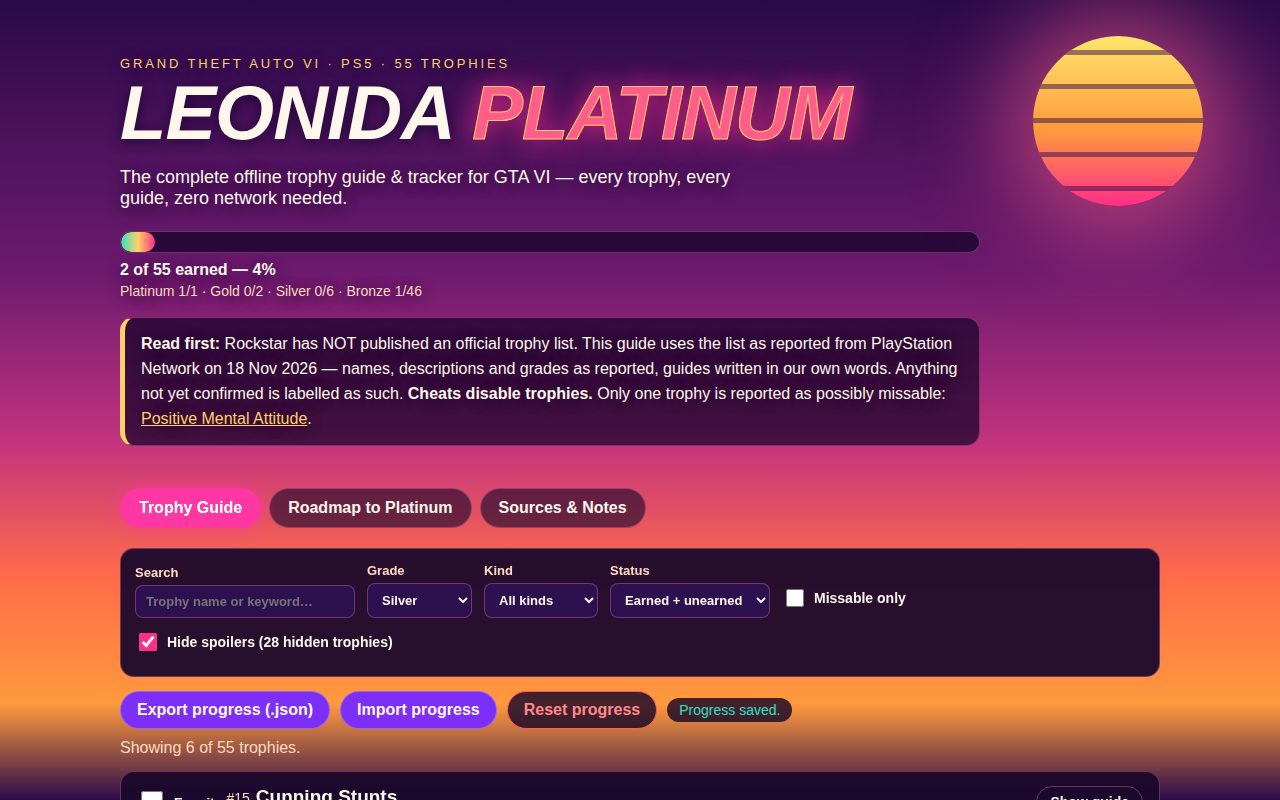 GRAND THEFT AUTO VI · PS5 · 55 TROPHIES
LEONIDA PLATINUM
The complete offline trophy guide & tracker for GTA VI — every trophy, every
guide, zero network needed.
2 of 55 earned — 4%
Platinum 1/1 · Gold 0/2 · Silver 0/6 · Bronze 1/46
Read first: Rockstar has NOT published an official trophy list. This guide uses the list as reported from PlayStation
Network on 18 Nov 2026 — names, descriptions and grades as reported, guides written in our own words. Anything
not yet confirmed is labelled as such. Cheats disable trophies. Only one trophy is reported as possibly missable:
Positive Mental Attitude.
Trophy Guide Roadmap to Platinum Sources & Notes
Search Grade Kind Status
Trophy name or keyword… Silver All kinds Earned + unearned Missable only
Hide spoilers (28 hidden trophies)
Export progress (.json) Import progress Reset progress Progress saved.
Showing 6 of 55 trophies.
#15 Cunning Stunts Show guide